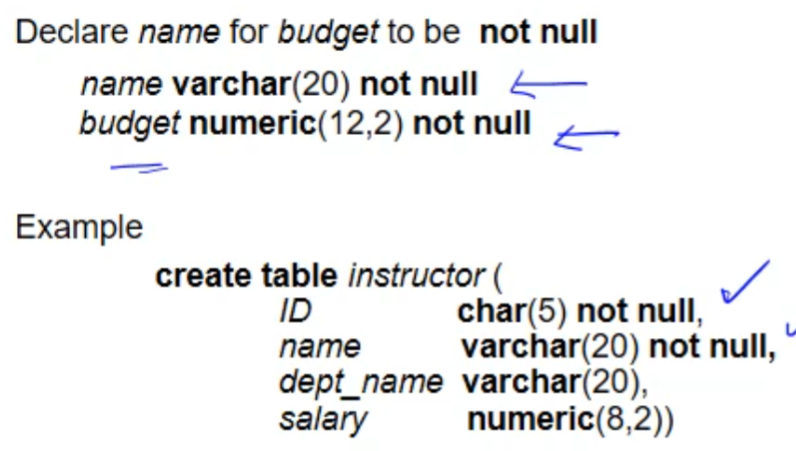 Declare name for budget to be not null
name varchar(20) not null
budget numeric(12,2) not null
Example
create table instructor (
ID char(5) not null,
name varchar(20) not null,
dept_name varchar(20),
salary numeric(8,2))